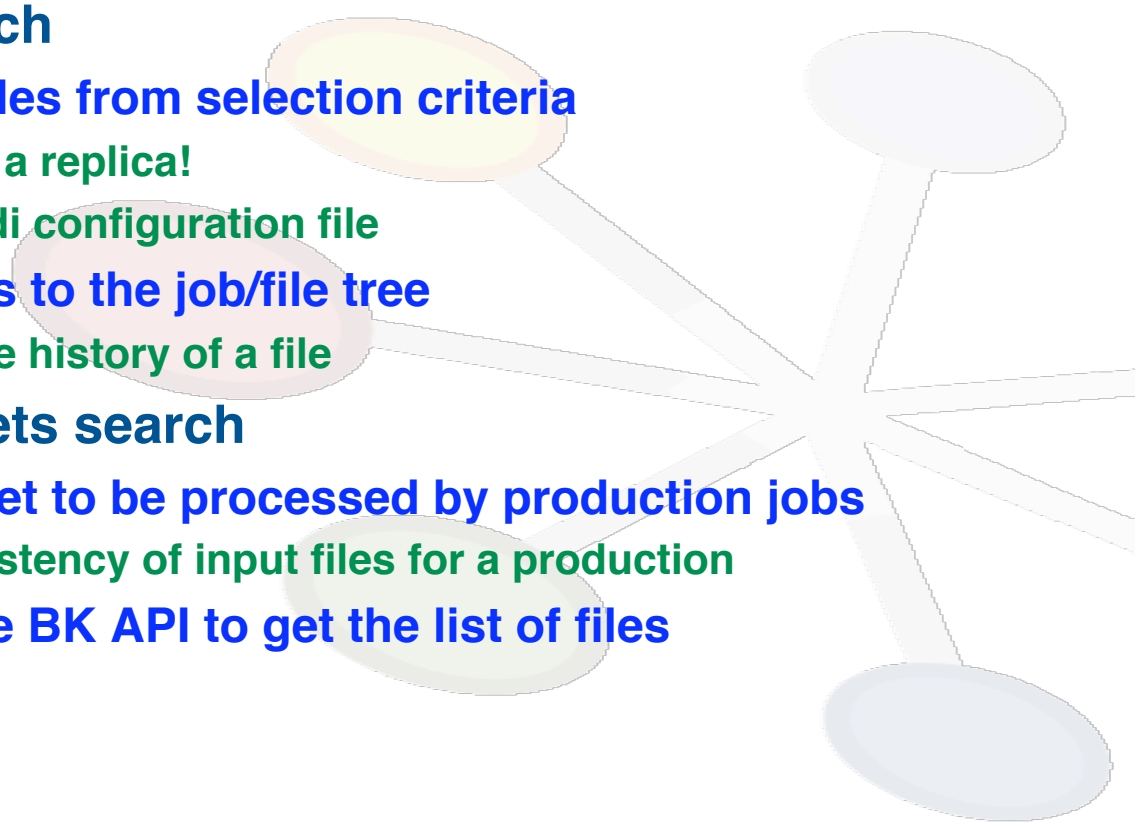 ch
les from selection criteria
a replica!
di configuration file
s to the job/file tree
e history of a file
ets search
et to be processed by production jobs
stency of input files for a production
e BK API to get the list of files